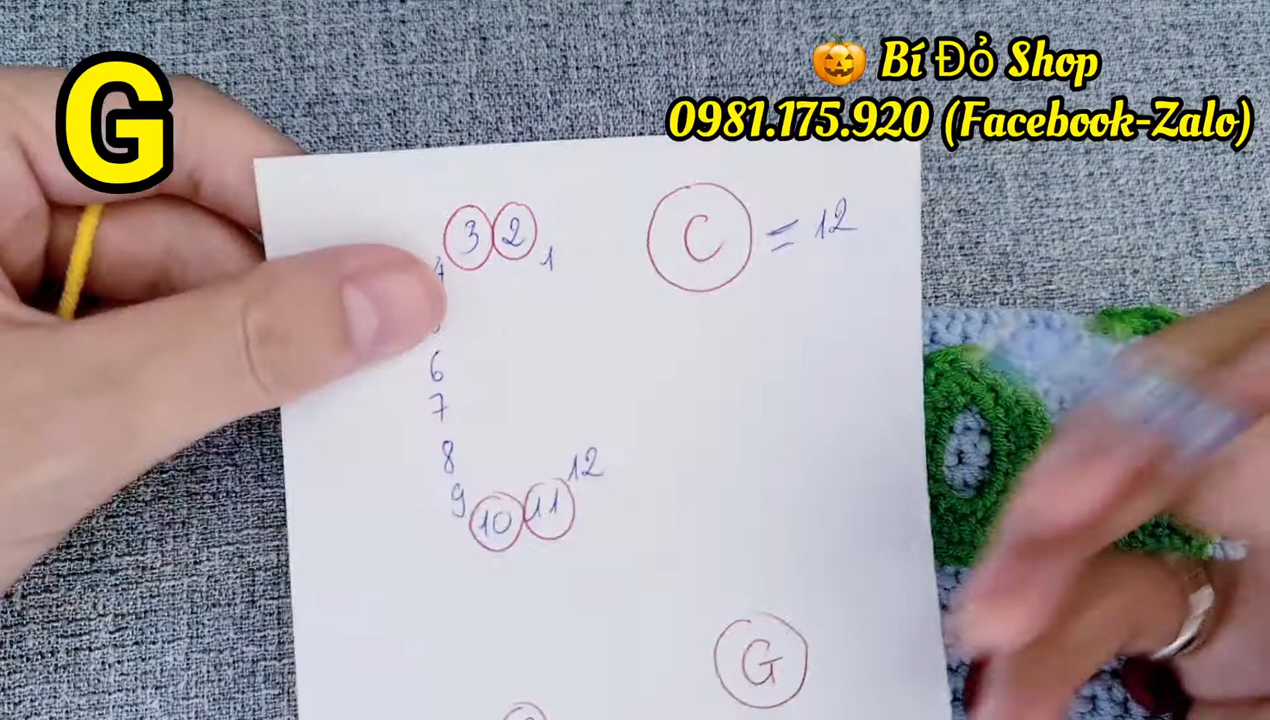 G
Bí Đỏ Shop
0981.175.920 (Facebook-Zalo)
3 2 1
C = 12
4
6
7
8
9 10 11 12
G